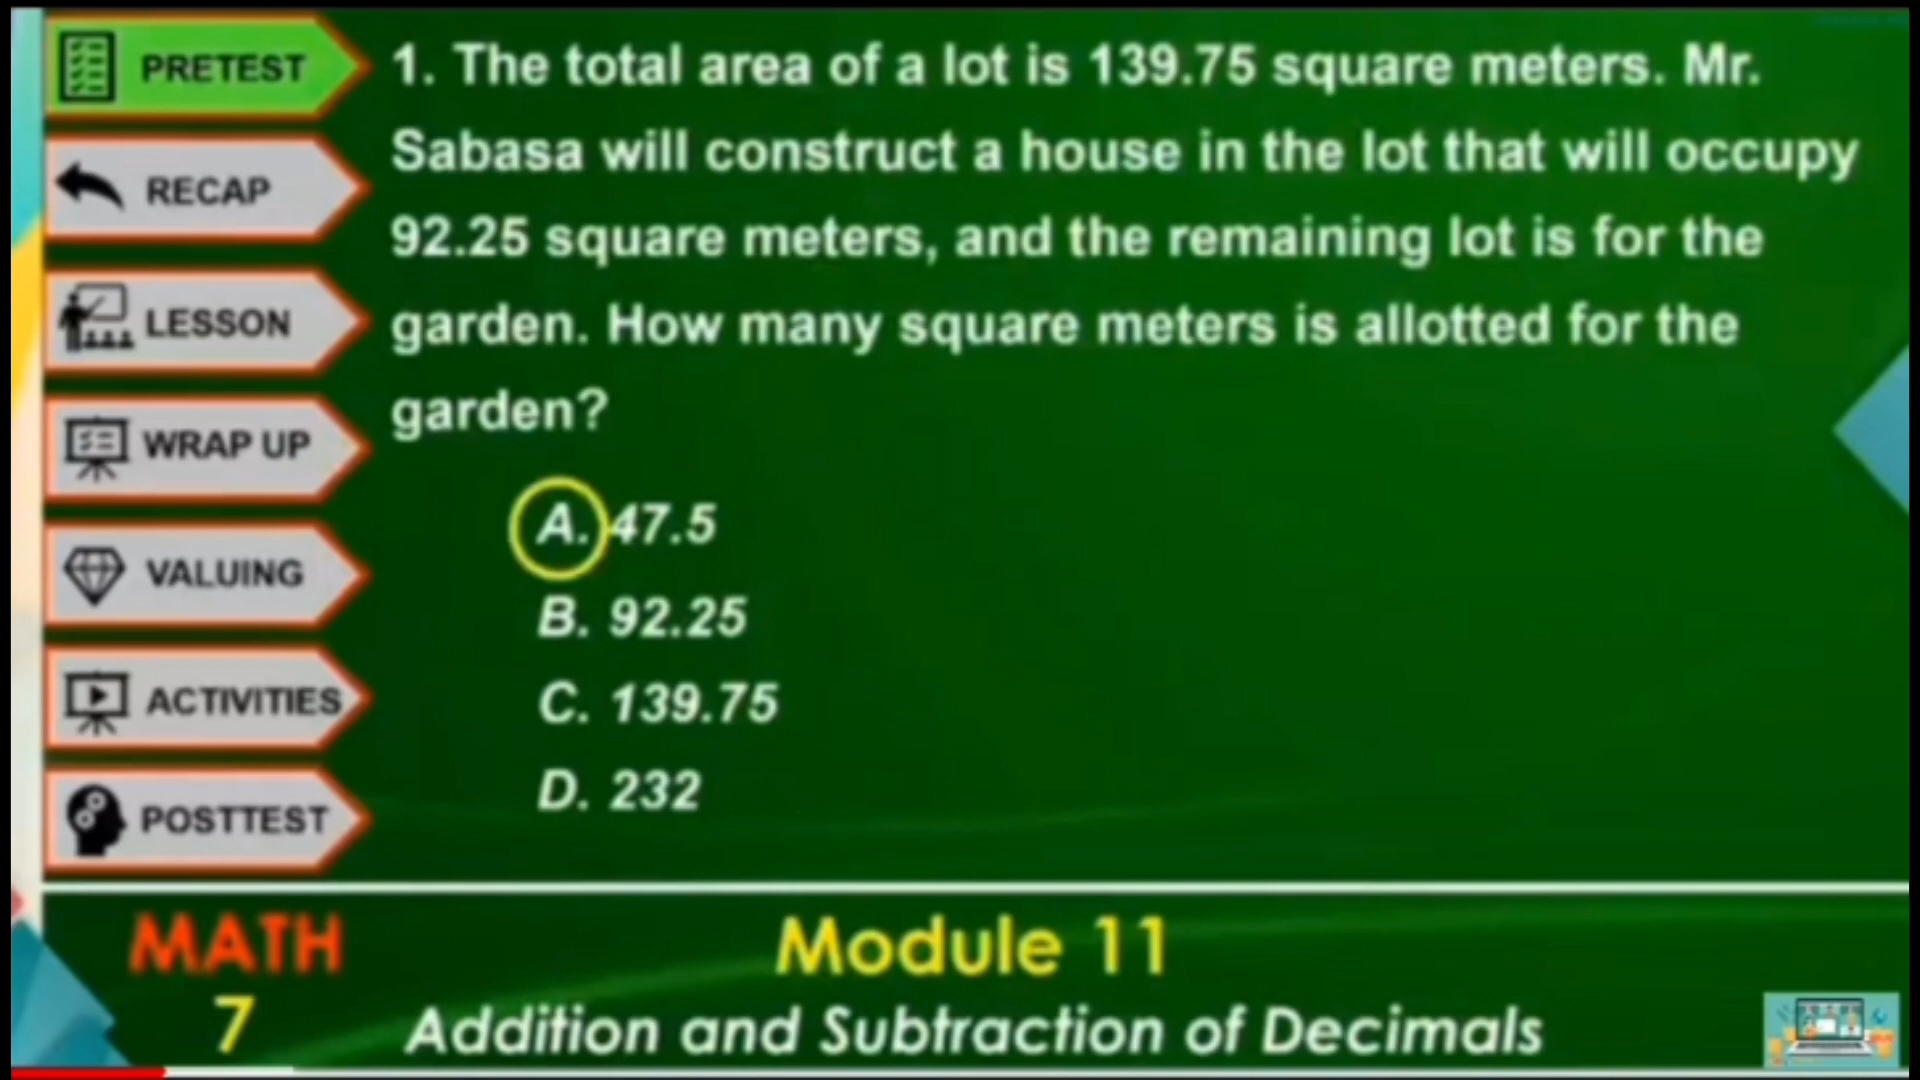 PRETEST
RECAP
LESSON
WRAP UP
VALUING
ACTIVITIES
POSTTEST
1. The total area of a lot is 139.75 square meters. Mr.
Sabasa will construct a house in the lot that will occupy
92.25 square meters, and the remaining lot is for the
garden. How many square meters is allotted for the
garden?
A. 47.5
B. 92.25
C. 139.75
D. 232
MATH
7
Module 11
Addition and Subtraction of Decimals